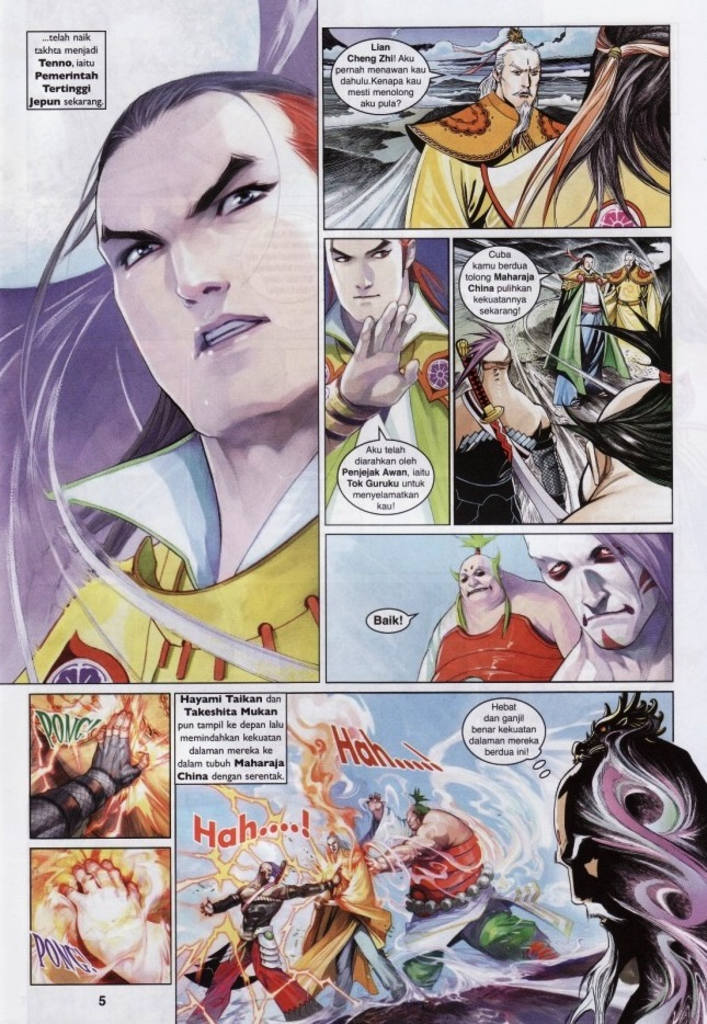 ...telah naik
takhta menjadi
Tenno, iaitu
Pemerintah
Tertinggi
Jepun sekarang.
Lian
Cheng Zhi! Aku
pernah menawan kau
dahulu.Kenapa kau
mesti menolong
aku pula?
Aku telah
diarahkan oleh
Penjejak Awan, iaitu
Tok Guruku untuk
menyelamatkan
kau!
Cuba
kamu berdua
tolong Maharaja
China pulihkan
kekuatannya
sekarang!
Baik!
PONG!
PONG!
Hayami Taikan dan
Takeshita Mukan
pun tampil ke depan lalu
memindahkan kekuatan
dalaman mereka ke
dalam tubuh Maharaja
China dengan serentak.
Hah.....!
Hah....!
Hebat
dan ganjil
benar kekuatan
dalaman mereka
berdua ini!
5